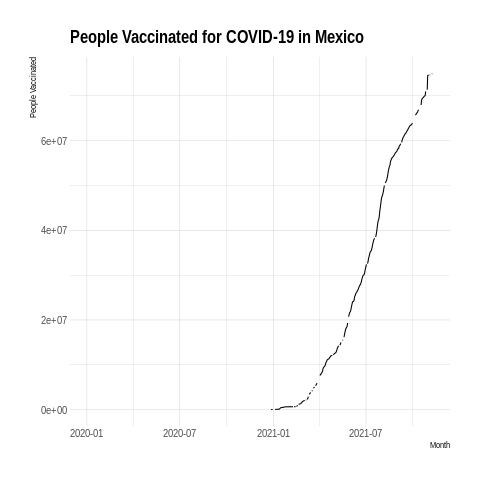 People Vaccinated for COVID-19 in Mexico
People Vaccinated
6e+07
4e+07
2e+07
0e+00
2020-01 2020-07 2021-01 2021-07
Month